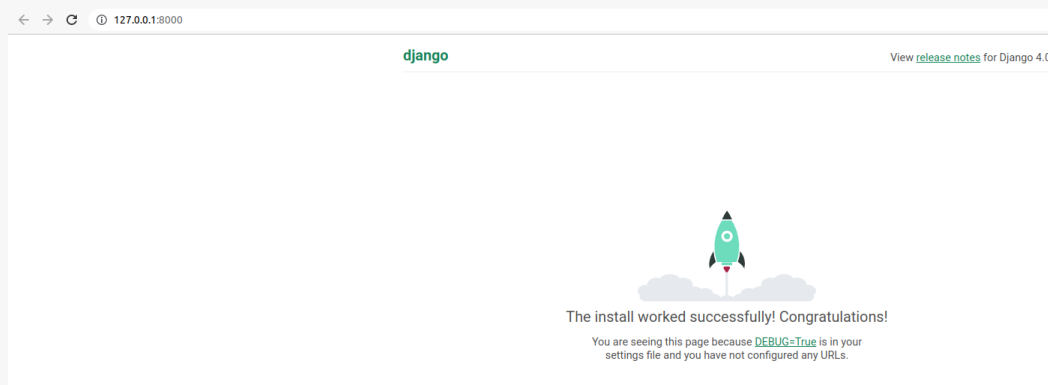 127.0.0.1:8000
django
View release notes for Django 4.0
The install worked successfully! Congratulations!
You are seeing this page because DEBUG=True is in your
settings file and you have not configured any URLs.